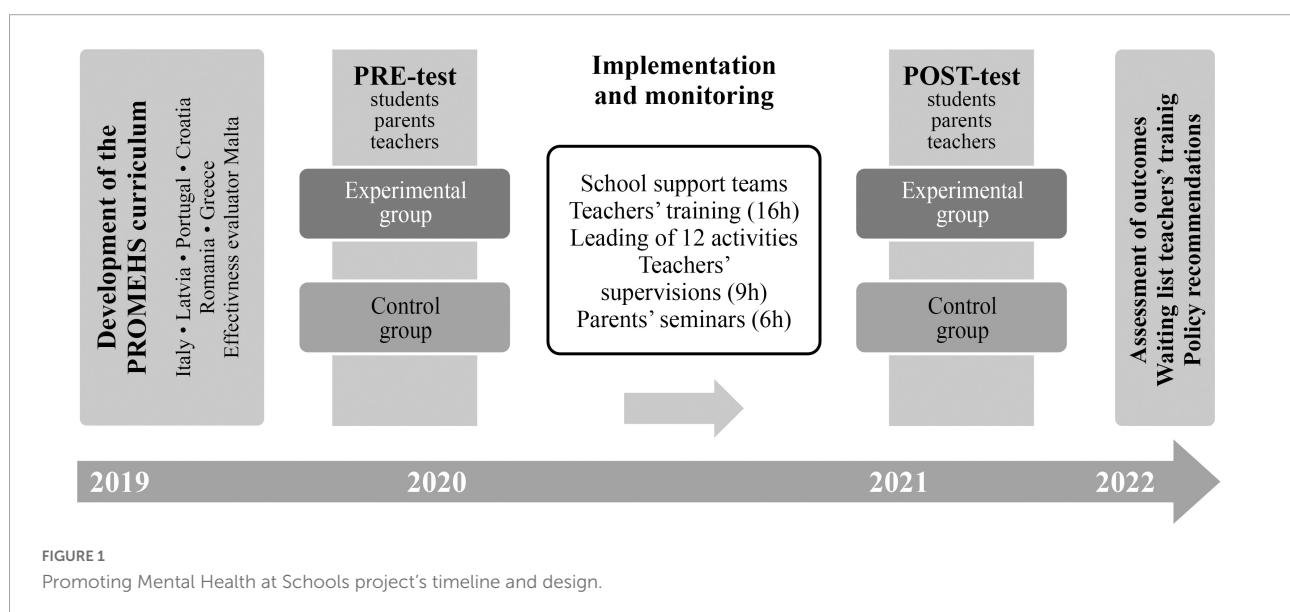 Development of the
PROMEHS curriculum
Italy • Latvia • Portugal • Croatia
Romania • Greece
Effectivness evaluator Malta
PRE-test
students
parents
teachers
Experimental
group
Control
group
Implementation
and monitoring
School support teams
Teachers’ training (16h)
Leading of 12 activities
Teachers’
supervisions (9h)
Parents’ seminars (6h)
POST-test
students
parents
teachers
Experimental
group
Control
group
Assessment of outcomes
Waiting list teachers’ trainig
Policy recommendations
2019
2020
2021
2022
FIGURE 1
Promoting Mental Health at Schools project’s timeline and design.